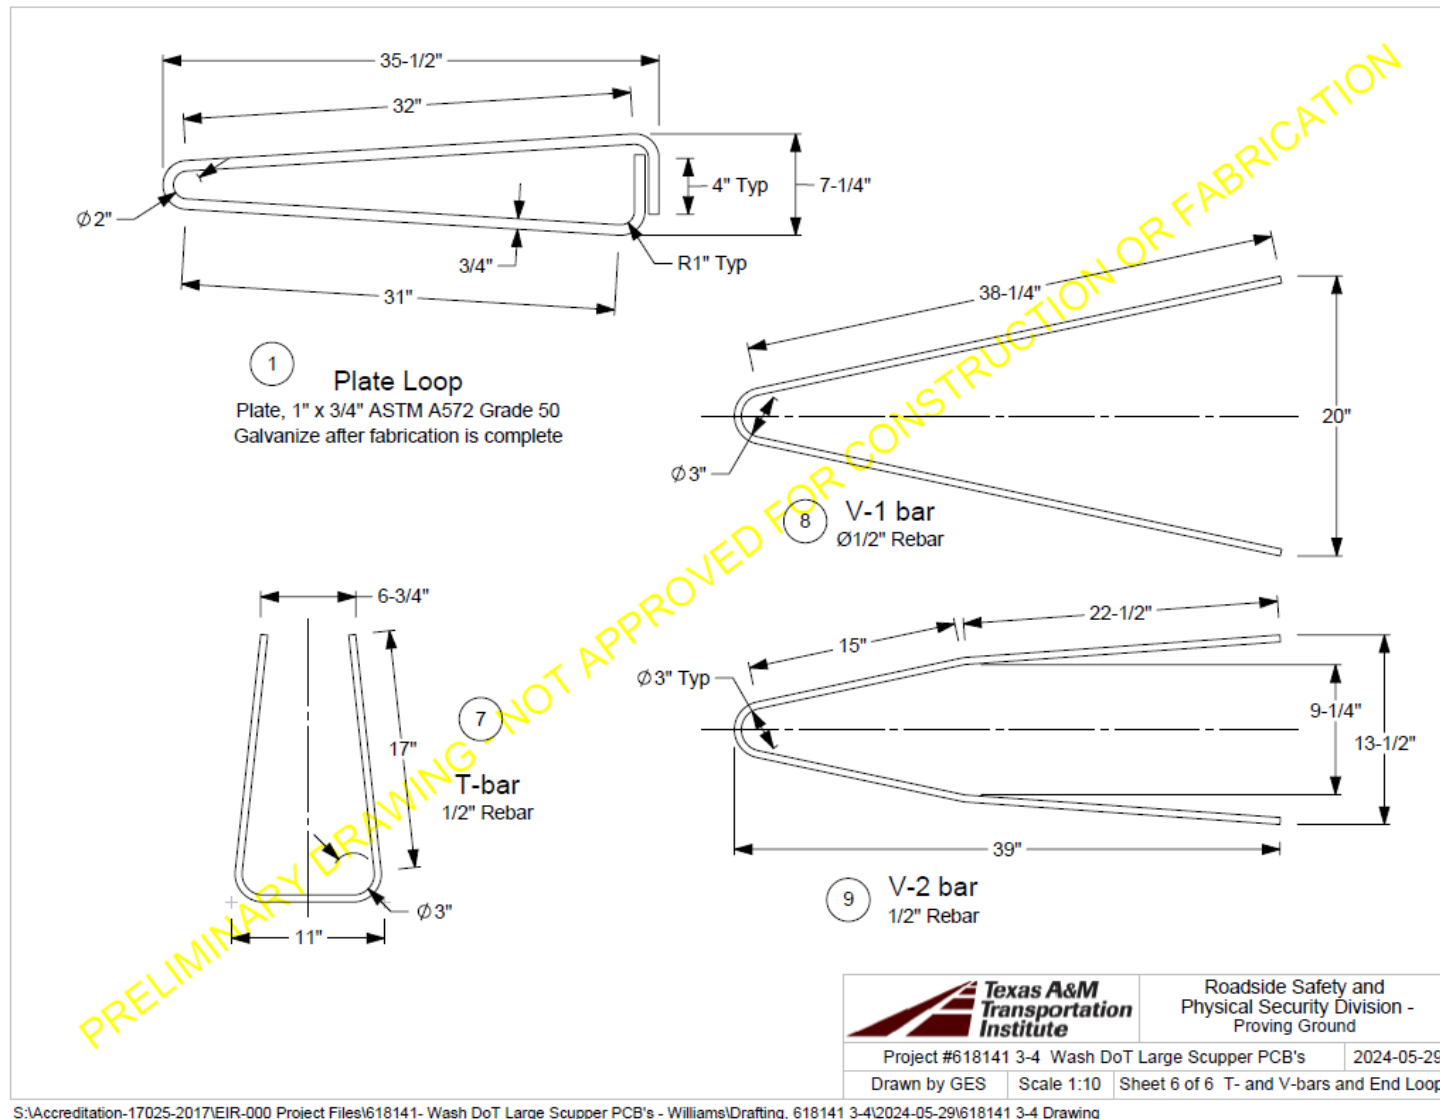 35-1/2"
32"
4" Typ
7-1/4"
Ø2"
3/4"
R1" Typ
31"
1
Plate Loop
Plate, 1" x 3/4" ASTM A572 Grade 50
Galvanize after fabrication is complete
38-1/4"
20"
Ø3"
8
V-1 bar
Ø1/2" Rebar
6-3/4"
17"
7
T-bar
1/2" Rebar
Ø3"
11"
22-1/2"
15"
Ø3" Typ
9-1/4"
13-1/2"
39"
9
V-2 bar
1/2" Rebar
PRELIMINARY DRAWING - NOT APPROVED FOR CONSTRUCTION OR FABRICATION
Texas A&M
Transportation
Institute
Roadside Safety and
Physical Security Division -
Proving Ground
Project #618141 3-4 Wash DoT Large Scupper PCB's
2024-05-29
Drawn by GES
Scale 1:10
Sheet 6 of 6 T- and V-bars and End Loop
S:\Accreditation-17025-2017\EIR-000 Project Files\618141- Wash DoT Large Scupper PCB's - Williams\Drafting, 618141 3-4\2024-05-29\618141 3-4 Drawing